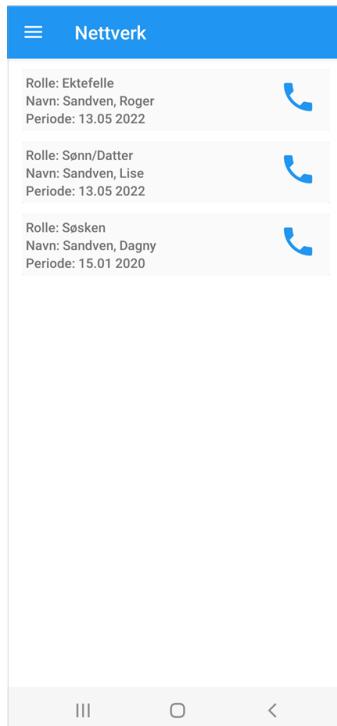 Nettverk
Rolle: Ektefelle
Navn: Sandven, Roger
Periode: 13.05 2022
Rolle: Sønn/Datter
Navn: Sandven, Lise
Periode: 13.05 2022
Rolle: Søsken
Navn: Sandven, Dagny
Periode: 15.01 2020